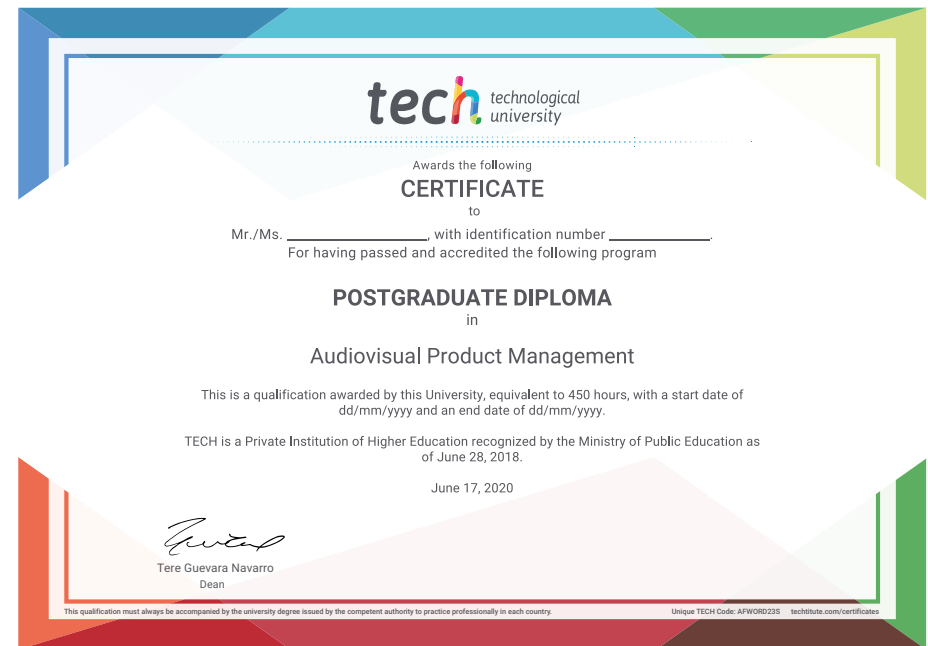 tech technological
university
Awards the following
CERTIFICATE
to
Mr./Ms. ____________________, with identification number ______________.
For having passed and accredited the following program
POSTGRADUATE DIPLOMA
in
Audiovisual Product Management
This is a qualification awarded by this University, equivalent to 450 hours, with a start date of
dd/mm/yyyy and an end date of dd/mm/yyyy.
TECH is a Private Institution of Higher Education recognized by the Ministry of Public Education as
of June 28, 2018.
June 17, 2020
Tere Guevara Navarro
Dean
This qualification must always be accompanied by the university degree issued by the competent authority to practice professionally in each country. Unique TECH Code: AFWORD23S techtitute.com/certificates